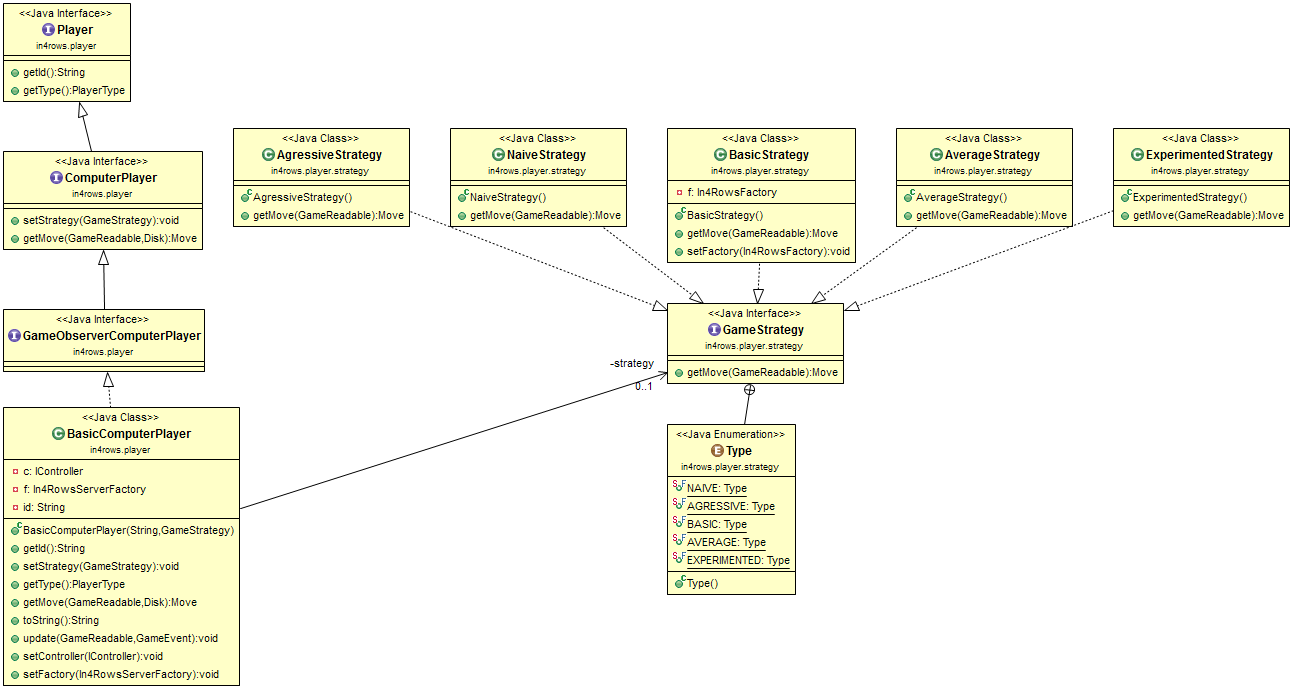 <<Java Interface>>
I Player
in4rows.player
getId():String
getType():PlayerType
<<Java Interface>>
I ComputerPlayer
in4rows.player
setStrategy(GameStrategy):void
getMove(GameReadable,Disk):Move
<<Java Interface>>
I GameObserverComputerPlayer
in4rows.player
<<Java Class>>
C BasicComputerPlayer
in4rows.player
c: IController
f: In4RowsServerFactory
id: String
C BasicComputerPlayer(String,GameStrategy)
getId():String
setStrategy(GameStrategy):void
getType():PlayerType
getMove(GameReadable,Disk):Move
toString():String
update(GameReadable,GameEvent):void
setController(IController):void
setFactory(In4RowsServerFactory):void
<<Java Class>>
C AgressiveStrategy
in4rows.player.strategy
C AgressiveStrategy()
getMove(GameReadable):Move
<<Java Class>>
C NaiveStrategy
in4rows.player.strategy
C NaiveStrategy()
getMove(GameReadable):Move
<<Java Class>>
C BasicStrategy
in4rows.player.strategy
f: In4RowsFactory
C BasicStrategy()
getMove(GameReadable):Move
setFactory(In4RowsFactory):void
<<Java Class>>
C AverageStrategy
in4rows.player.strategy
C AverageStrategy()
getMove(GameReadable):Move
<<Java Class>>
C ExperimentedStrategy
in4rows.player.strategy
C ExperimentedStrategy()
getMove(GameReadable):Move
<<Java Interface>>
I GameStrategy
in4rows.player.strategy
getMove(GameReadable):Move
-strategy
0..1
<<Java Enumeration>>
E Type
in4rows.player.strategy
S F NAIVE: Type
S F AGRESSIVE: Type
S F BASIC: Type
S F AVERAGE: Type
S F EXPERIMENTED: Type
C Type()